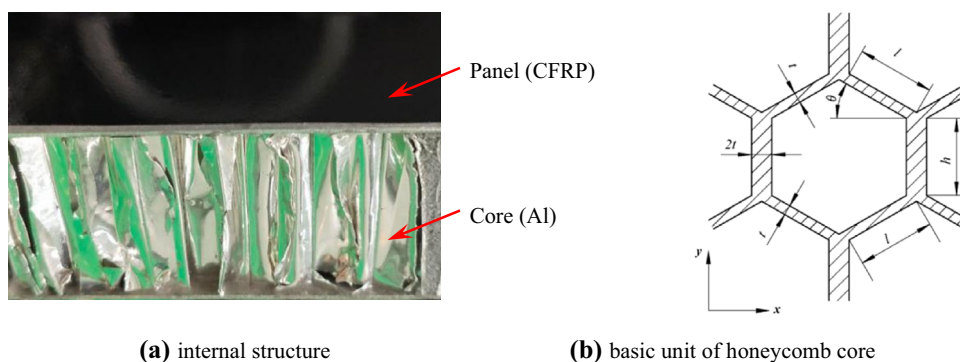 Panel (CFRP)
Core (Al)
l
t
θ
2t
h
t
l
y
x
(a) internal structure
(b) basic unit of honeycomb core